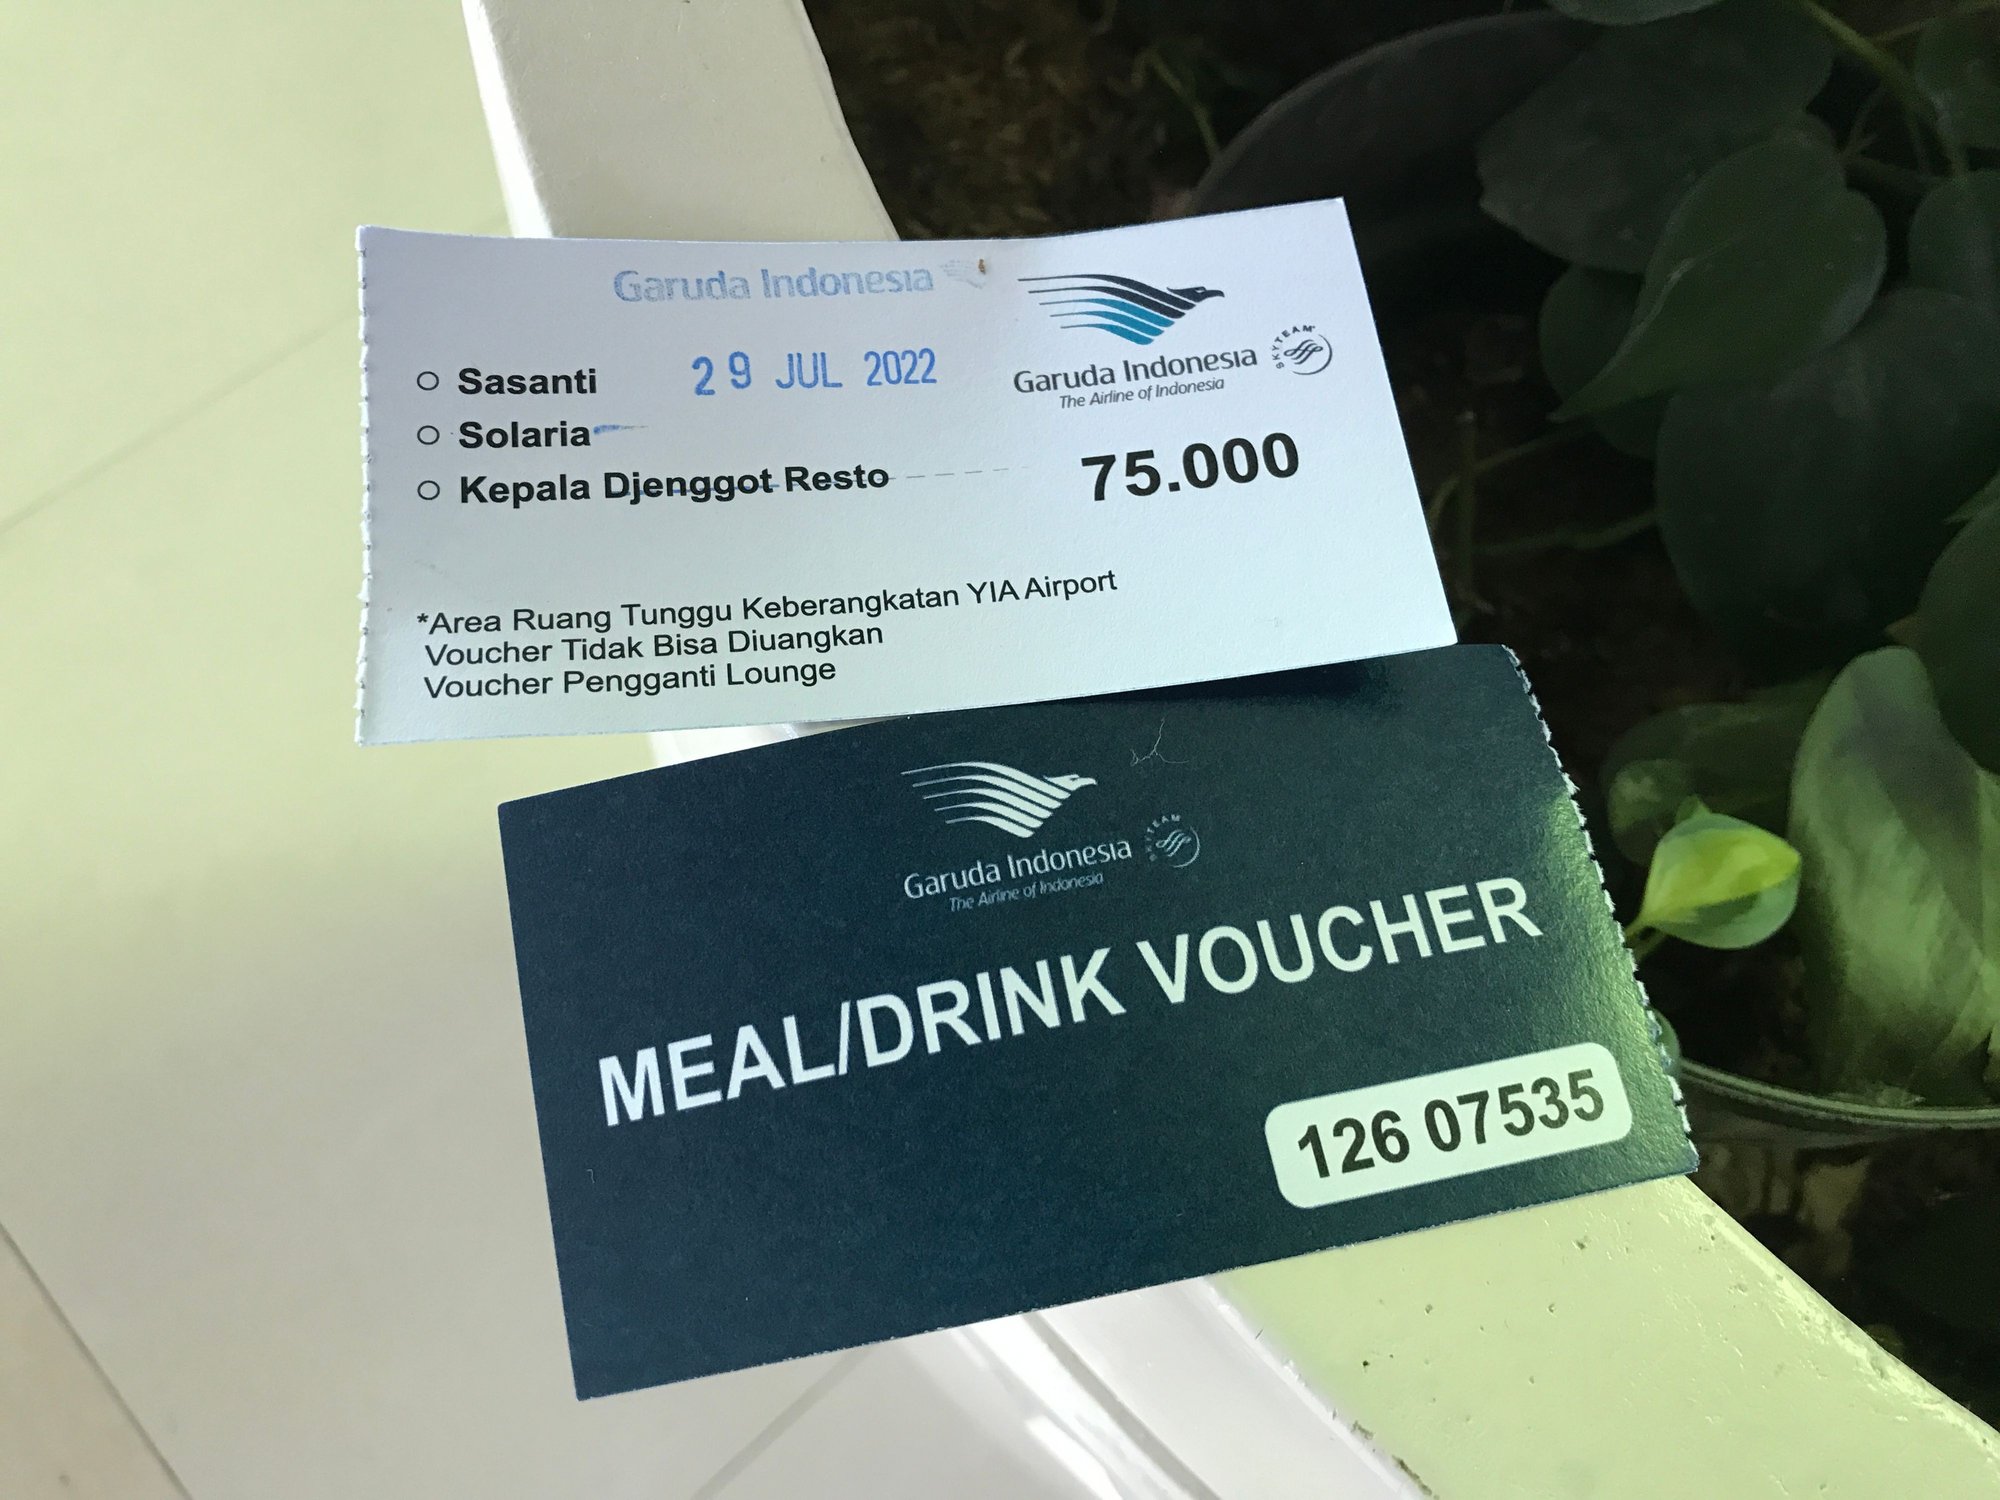 Garuda Indonesia
29 JUL 2022
Garuda Indonesia
The Airline of Indonesia
SKYTEAM
Sasanti
Solaria
Kepala Djenggot Resto
75.000
*Area Ruang Tunggu Keberangkatan YIA Airport
Voucher Tidak Bisa Diuangkan
Voucher Pengganti Lounge
Garuda Indonesia
The Airline of Indonesia
SKYTEAM
MEAL/DRINK VOUCHER
126 07535